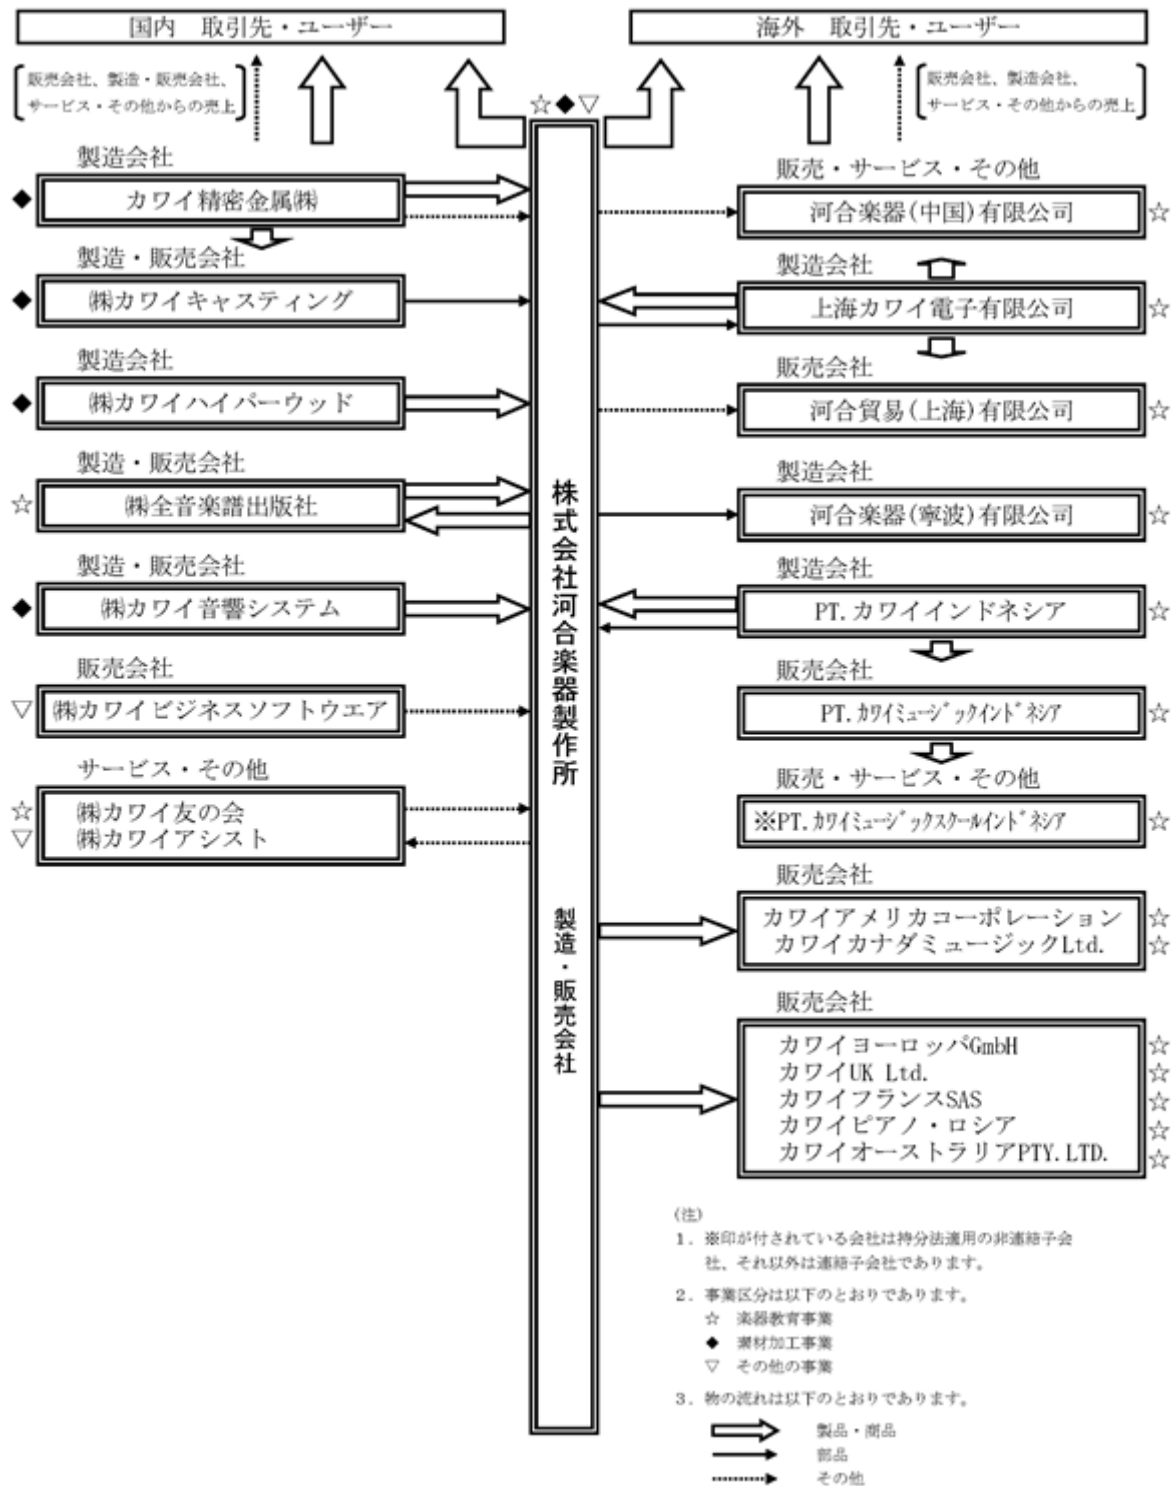 国内 取引先・ユーザー
海外 取引先・ユーザー
販売会社、製造・販売会社、
サービス・その他からの売上
販売会社、製造会社、
サービス・その他からの売上
☆◆▽
株式会社河合楽器製作所
製造・販売会社
製造会社
◆ カワイ精密金属㈱
製造・販売会社
◆ ㈱カワイキャスティング
製造会社
◆ ㈱カワイハイパーウッド
製造・販売会社
☆ ㈱全音楽譜出版社
製造・販売会社
◆ ㈱カワイ音響システム
販売会社
▽ ㈱カワイビジネスソフトウエア
サービス・その他
☆ ㈱カワイ友の会
▽ ㈱カワイアシスト
販売・サービス・その他
河合楽器(中国)有限公司 ☆
製造会社
上海カワイ電子有限公司 ☆
販売会社
河合貿易(上海)有限公司 ☆
製造会社
河合楽器(寧波)有限公司 ☆
製造会社
PT.カワイインドネシア ☆
販売会社
PT.ｶﾜｲﾐｭｰｼﾞｯｸｲﾝﾄﾞﾈｼｱ ☆
販売・サービス・その他
※PT.ｶﾜｲﾐｭｰｼﾞｯｸｽｸｰﾙｲﾝﾄﾞﾈｼｱ ☆
販売会社
カワイアメリカコーポレーション ☆
カワイカナダミュージックLtd. ☆
販売会社
カワイヨーロッパGmbH ☆
カワイUK Ltd. ☆
カワイフランスSAS ☆
カワイピアノ・ロシア ☆
カワイオーストラリアPTY.LTD. ☆
(注)
1．※印が付されている会社は持分法適用の非連結子会
社、それ以外は連結子会社であります。
2．事業区分は以下のとおりであります。
☆ 楽器教育事業
◆ 素材加工事業
▽ その他の事業
3．物の流れは以下のとおりであります。
製品・商品
部品
その他